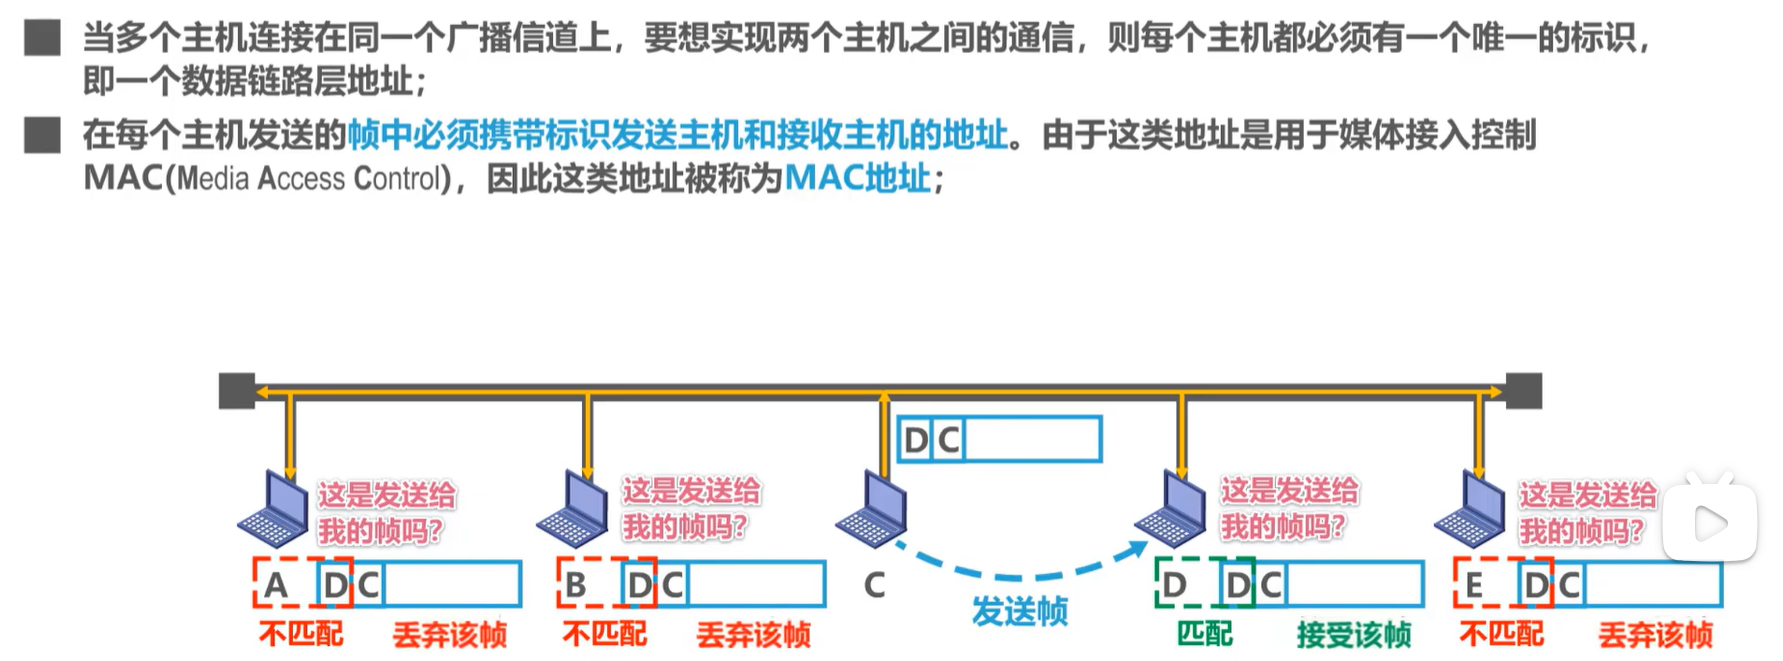 当多个主机连接在同一个广播信道上，要想实现两个主机之间的通信，则每个主机都必须有一个唯一的标识，
即一个数据链路层地址；
在每个主机发送的帧中必须携带标识发送主机和接收主机的地址。由于这类地址是用于媒体接入控制
MAC(Media Access Control)，因此这类地址被称为MAC地址；
D C
这是发送给
我的帧吗？
这是发送给
我的帧吗？
这是发送给
我的帧吗？
这是发送给
我的帧吗？
A D C
B D C
C
D D C
E D C
发送帧
不匹配 丢弃该帧
不匹配 丢弃该帧
匹配 接受该帧
不匹配 丢弃该帧